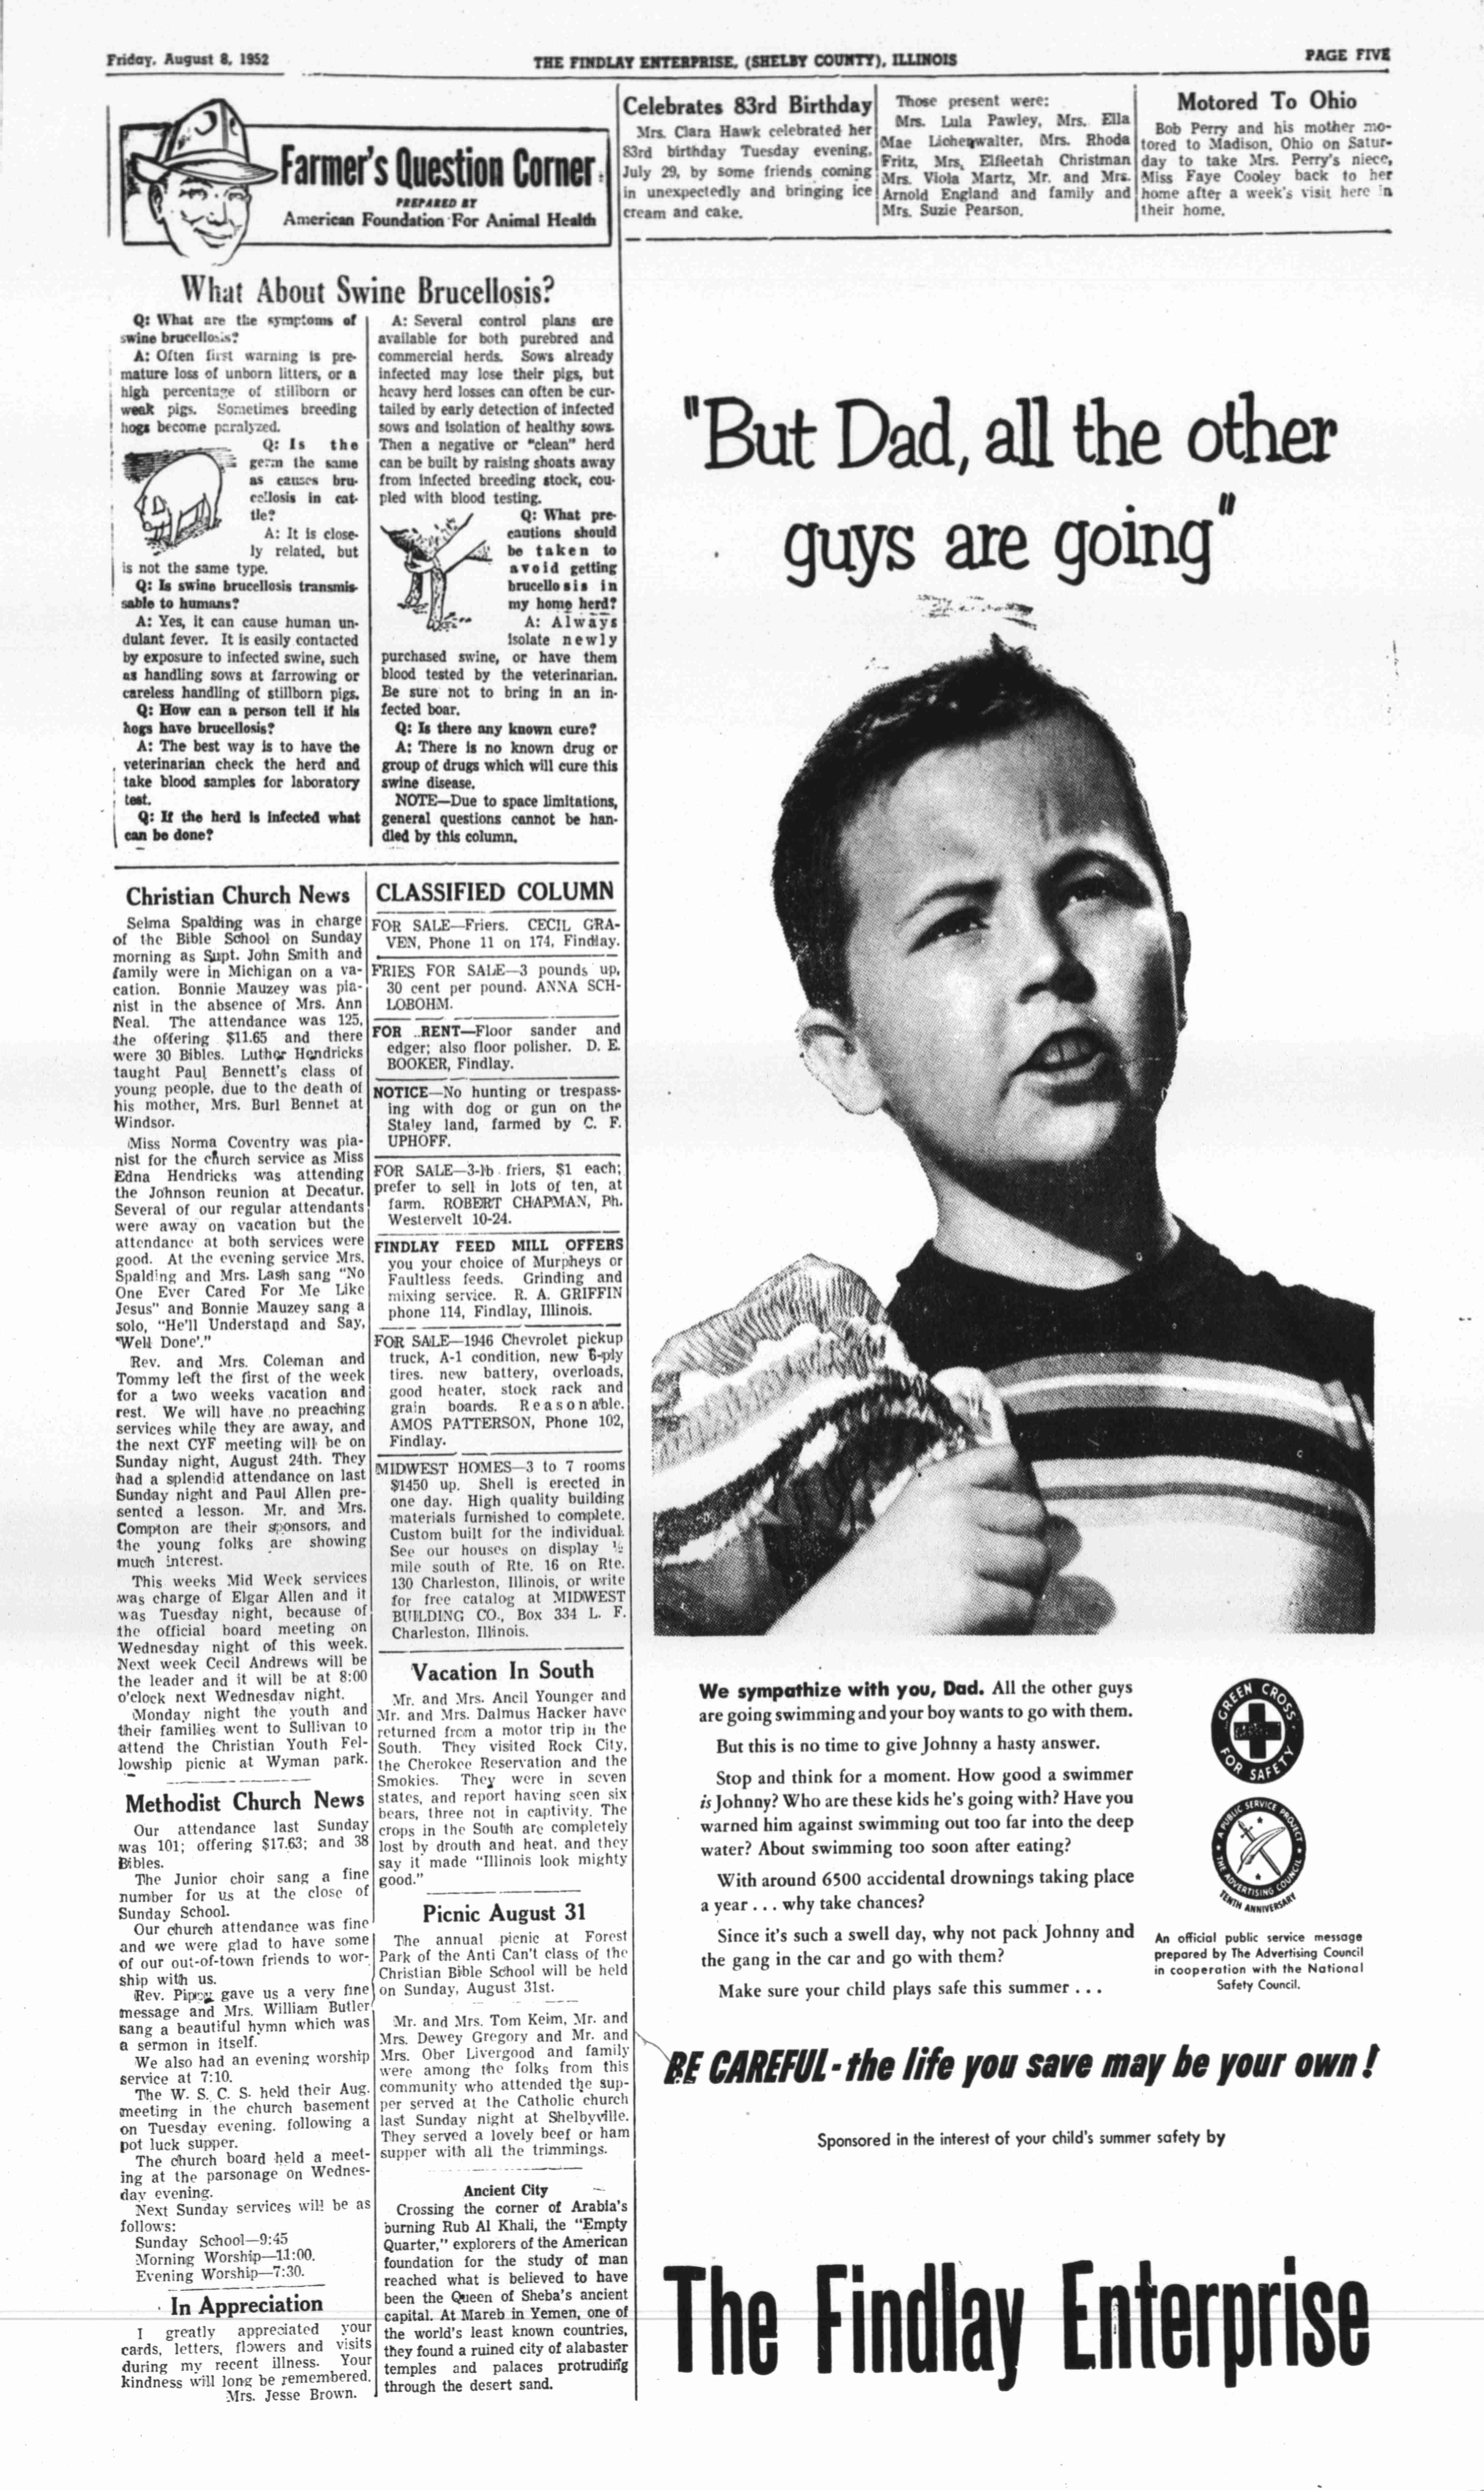 Friday, August 8, 1952
THE FINDLAY ENTERPRISE, (SHELBY COUNTY), ILLINOIS
PAGE FIVE
Farmer's Question Corner
PREPARED BY
American Foundation For Animal Health
What About Swine Brucellosis?
Q: What are the symptoms of
swine brucellosis?
A: Often first warning is pre-
mature loss of unborn litters, or a
high percentage of stillborn or
weak pigs. Sometimes breeding
hogs become paralyzed.
Q: Is the
germ the same
as causes bru-
cellosis in cat-
tle?
A: It is close-
ly related, but
is not the same type.
Q: Is swine brucellosis transmis-
sable to humans?
A: Yes, it can cause human un-
dulant fever. It is easily contacted
by exposure to infected swine, such
as handling sows at farrowing or
careless handling of stillborn pigs.
Q: How can a person tell if his
hogs have brucellosis?
A: The best way is to have the
veterinarian check the herd and
take blood samples for laboratory
test.
Q: If the herd is infected what
can be done?
A: Several control plans are
available for both purebred and
commercial herds. Sows already
infected may lose their pigs, but
heavy herd losses can often be cur-
tailed by early detection of infected
sows and isolation of healthy sows.
Then a negative or "clean" herd
can be built by raising shoats away
from infected breeding stock, cou-
pled with blood testing.
Q: What pre-
cautions should
be taken to
avoid getting
brucellosis in
my home herd?
A: Always
isolate newly
purchased swine, or have them
blood tested by the veterinarian.
Be sure not to bring in an in-
fected boar.
Q: Is there any known cure?
A: There is no known drug or
group of drugs which will cure this
swine disease.
NOTE—Due to space limitations,
general questions cannot be han-
dled by this column.
Celebrates 83rd Birthday
Mrs. Clara Hawk celebrated her
83rd birthday Tuesday evening,
July 29, by some friends coming
in unexpectedly and bringing ice
cream and cake.
Those present were:
Mrs. Lula Pawley, Mrs. Ella
Mae Lichenwalter, Mrs. Rhoda
Fritz, Mrs, Elfleetah Christman
Mrs. Viola Martz, Mr. and Mrs.
Arnold England and family and
Mrs. Suzie Pearson.
Motored To Ohio
Bob Perry and his mother mo-
tored to Madison, Ohio on Satur-
day to take Mrs. Perry's niece,
Miss Faye Cooley back to her
home after a week's visit here in
their home.
Christian Church News
Selma Spalding was in charge
of the Bible School on Sunday
morning as Supt. John Smith and
family were in Michigan on a va-
cation. Bonnie Mauzey was pia-
nist in the absence of Mrs. Ann
Neal. The attendance was 125,
the offering $11.65 and there
were 30 Bibles. Luther Hendricks
taught Paul Bennett's class of
young people, due to the death of
his mother, Mrs. Burl Bennet at
Windsor.
Miss Norma Coventry was pia-
nist for the church service as Miss
Edna Hendricks was attending
the Johnson reunion at Decatur.
Several of our regular attendants
were away on vacation but the
attendance at both services were
good. At the evening service Mrs.
Spalding and Mrs. Lash sang "No
One Ever Cared For Me Like
Jesus" and Bonnie Mauzey sang a
solo, "He'll Understand and Say,
'Well Done'."
Rev. and Mrs. Coleman and
Tommy left the first of the week
for a two weeks vacation and
rest. We will have no preaching
services while they are away, and
the next CYF meeting will be on
Sunday night, August 24th. They
had a splendid attendance on last
Sunday night and Paul Allen pre-
sented a lesson. Mr. and Mrs.
Compton are their sponsors, and
the young folks are showing
much interest.
This weeks Mid Week services
was charge of Elgar Allen and it
was Tuesday night, because of
the official board meeting on
Wednesday night of this week.
Next week Cecil Andrews will be
the leader and it will be at 8:00
o'clock next Wednesday night.
Monday night the youth and
their families went to Sullivan to
attend the Christian Youth Fel-
lowship picnic at Wyman park.
Methodist Church News
Our attendance last Sunday
was 101; offering $17.63; and 38
Bibles.
The Junior choir sang a fine
number for us at the close of
Sunday School.
Our church attendance was fine
and we were glad to have some
of our out-of-town friends to wor-
ship with us.
Rev. gave us a very fine
message and Mrs. William Butler
sang a beautiful hymn which was
a sermon in itself.
We also had an evening worship
service at 7:10.
The W. S. C. S. held their Aug.
meeting in the church basement
on Tuesday evening. following a
pot luck supper.
The church board held a meet-
ing at the parsonage on Wednes-
day evening.
Next Sunday services will be as
follows:
Sunday School—9:45
Morning Worship—11:00.
Evening Worship—7:30.
In Appreciation
I greatly appreciated your
cards, letters, flowers and visits
during my recent illness. Your
kindness will long be remembered.
Mrs. Jesse Brown.
CLASSIFIED COLUMN
FOR SALE—Friers. CECIL GRA-
VEN, Phone 11 on 174, Findlay.
FRIES FOR SALE—3 pounds up,
30 cent per pound. ANNA SCH-
LOBOHM.
FOR RENT—Floor sander and
edger; also floor polisher. D. E.
BOOKER, Findlay.
NOTICE—No hunting or trespass-
ing with dog or gun on the
Staley land, farmed by C. F.
UPHOFF.
FOR SALE—3-lb friers, $1 each;
prefer to sell in lots of ten, at
farm. ROBERT CHAPMAN, Ph.
Westervelt 10-24.
FINDLAY FEED MILL OFFERS
you your choice of Murpheys or
Faultless feeds. Grinding and
mixing service. R. A. GRIFFIN
phone 114, Findlay, Illinois.
FOR SALE—1946 Chevrolet pickup
truck, A-1 condition, new 6-ply
tires. new battery, overloads,
good heater, stock rack and
grain boards. Reasonable.
AMOS PATTERSON, Phone 102,
Findlay.
MIDWEST HOMES—3 to 7 rooms
$1450 up. Shell is erected in
one day. High quality building
materials furnished to complete.
Custom built for the individual.
See our houses on display ½
mile south of Rte. 16 on Rte.
130 Charleston, Illinois, or write
for free catalog at MIDWEST
BUILDING CO., Box 334 L. F.
Charleston, Illinois.
Vacation In South
Mr. and Mrs. Ancil Younger and
Mr. and Mrs. Dalmus Hacker have
returned from a motor trip in the
South. They visited Rock City,
the Cherokee Reservation and the
Smokies. They were in seven
states, and report having seen six
bears, three not in captivity. The
crops in the South are completely
lost by drouth and heat, and they
say it made "Illinois look mighty
good."
Picnic August 31
The annual picnic at Forest
Park of the Anti Can't class of the
Christian Bible School will be held
on Sunday, August 31st.
Mr. and Mrs. Tom Keim, Mr. and
Mrs. Dewey Gregory and Mr. and
Mrs. Ober Livergood and family
were among the folks from this
community who attended the sup-
per served at the Catholic church
last Sunday night at Shelbyville.
They served a lovely beef or ham
supper with all the trimmings.
Ancient City
Crossing the corner of Arabia's
burning Rub Al Khali, the "Empty
Quarter," explorers of the American
foundation for the study of man
reached what is believed to have
been the Queen of Sheba's ancient
capital. At Mareb in Yemen, one of
the world's least known countries,
they found a ruined city of alabaster
temples and palaces protruding
through the desert sand.
"But Dad, all the other
guys are going"
We sympathize with you, Dad. All the other guys
are going swimming and your boy wants to go with them.
But this is no time to give Johnny a hasty answer.
Stop and think for a moment. How good a swimmer
is Johnny? Who are these kids he's going with? Have you
warned him against swimming out too far into the deep
water? About swimming too soon after eating?
With around 6500 accidental drownings taking place
a year . . . why take chances?
Since it's such a swell day, why not pack Johnny and
the gang in the car and go with them?
Make sure your child plays safe this summer . . .
GREEN CROSS
FOR SAFETY
A PUBLIC SERVICE PROJECT
THE ADVERTISING COUNCIL
TENTH ANNIVERSARY
An official public service message
prepared by The Advertising Council
in cooperation with the National
Safety Council.
BE CAREFUL - the life you save may be your own!
Sponsored in the interest of your child's summer safety by
The Findlay Enterprise